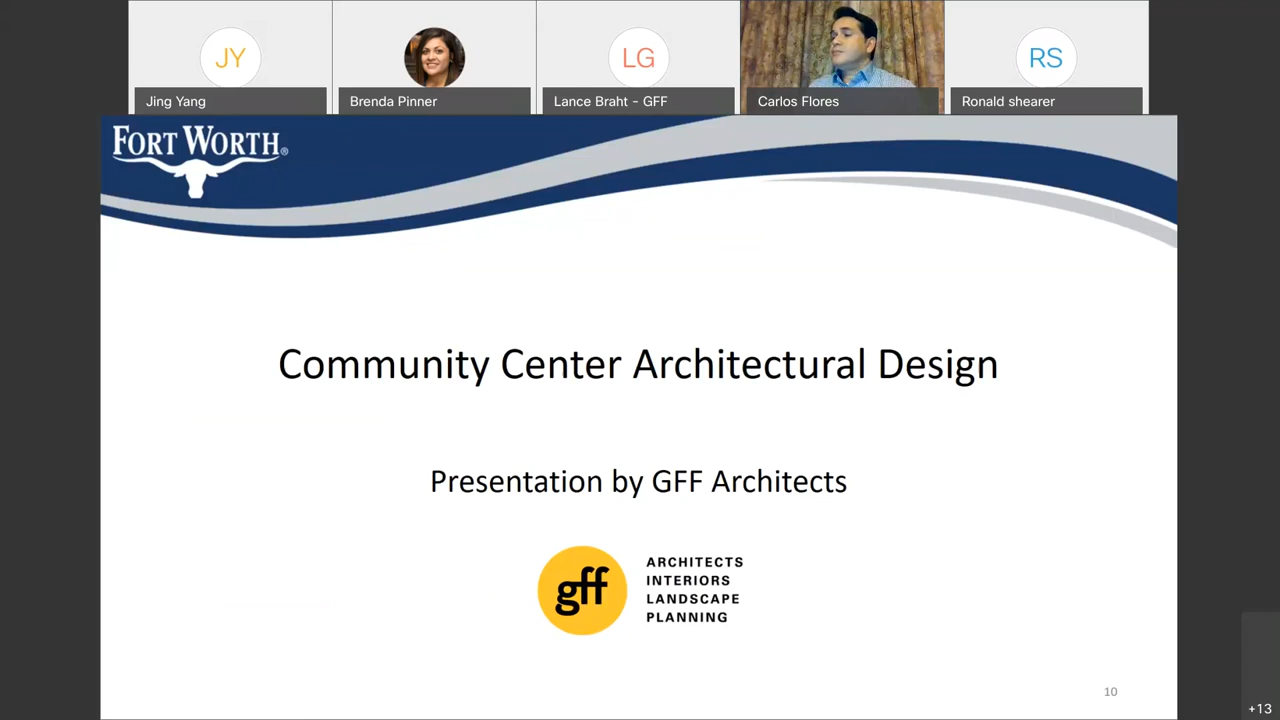 JY
LG
RS
Jing Yang
Brenda Pinner
Lance Braht - GFF
Carlos Flores
Ronald shearer
FORT WORTH®
Community Center Architectural Design
Presentation by GFF Architects
gff
ARCHITECTS
INTERIORS
LANDSCAPE
PLANNING
10
+13